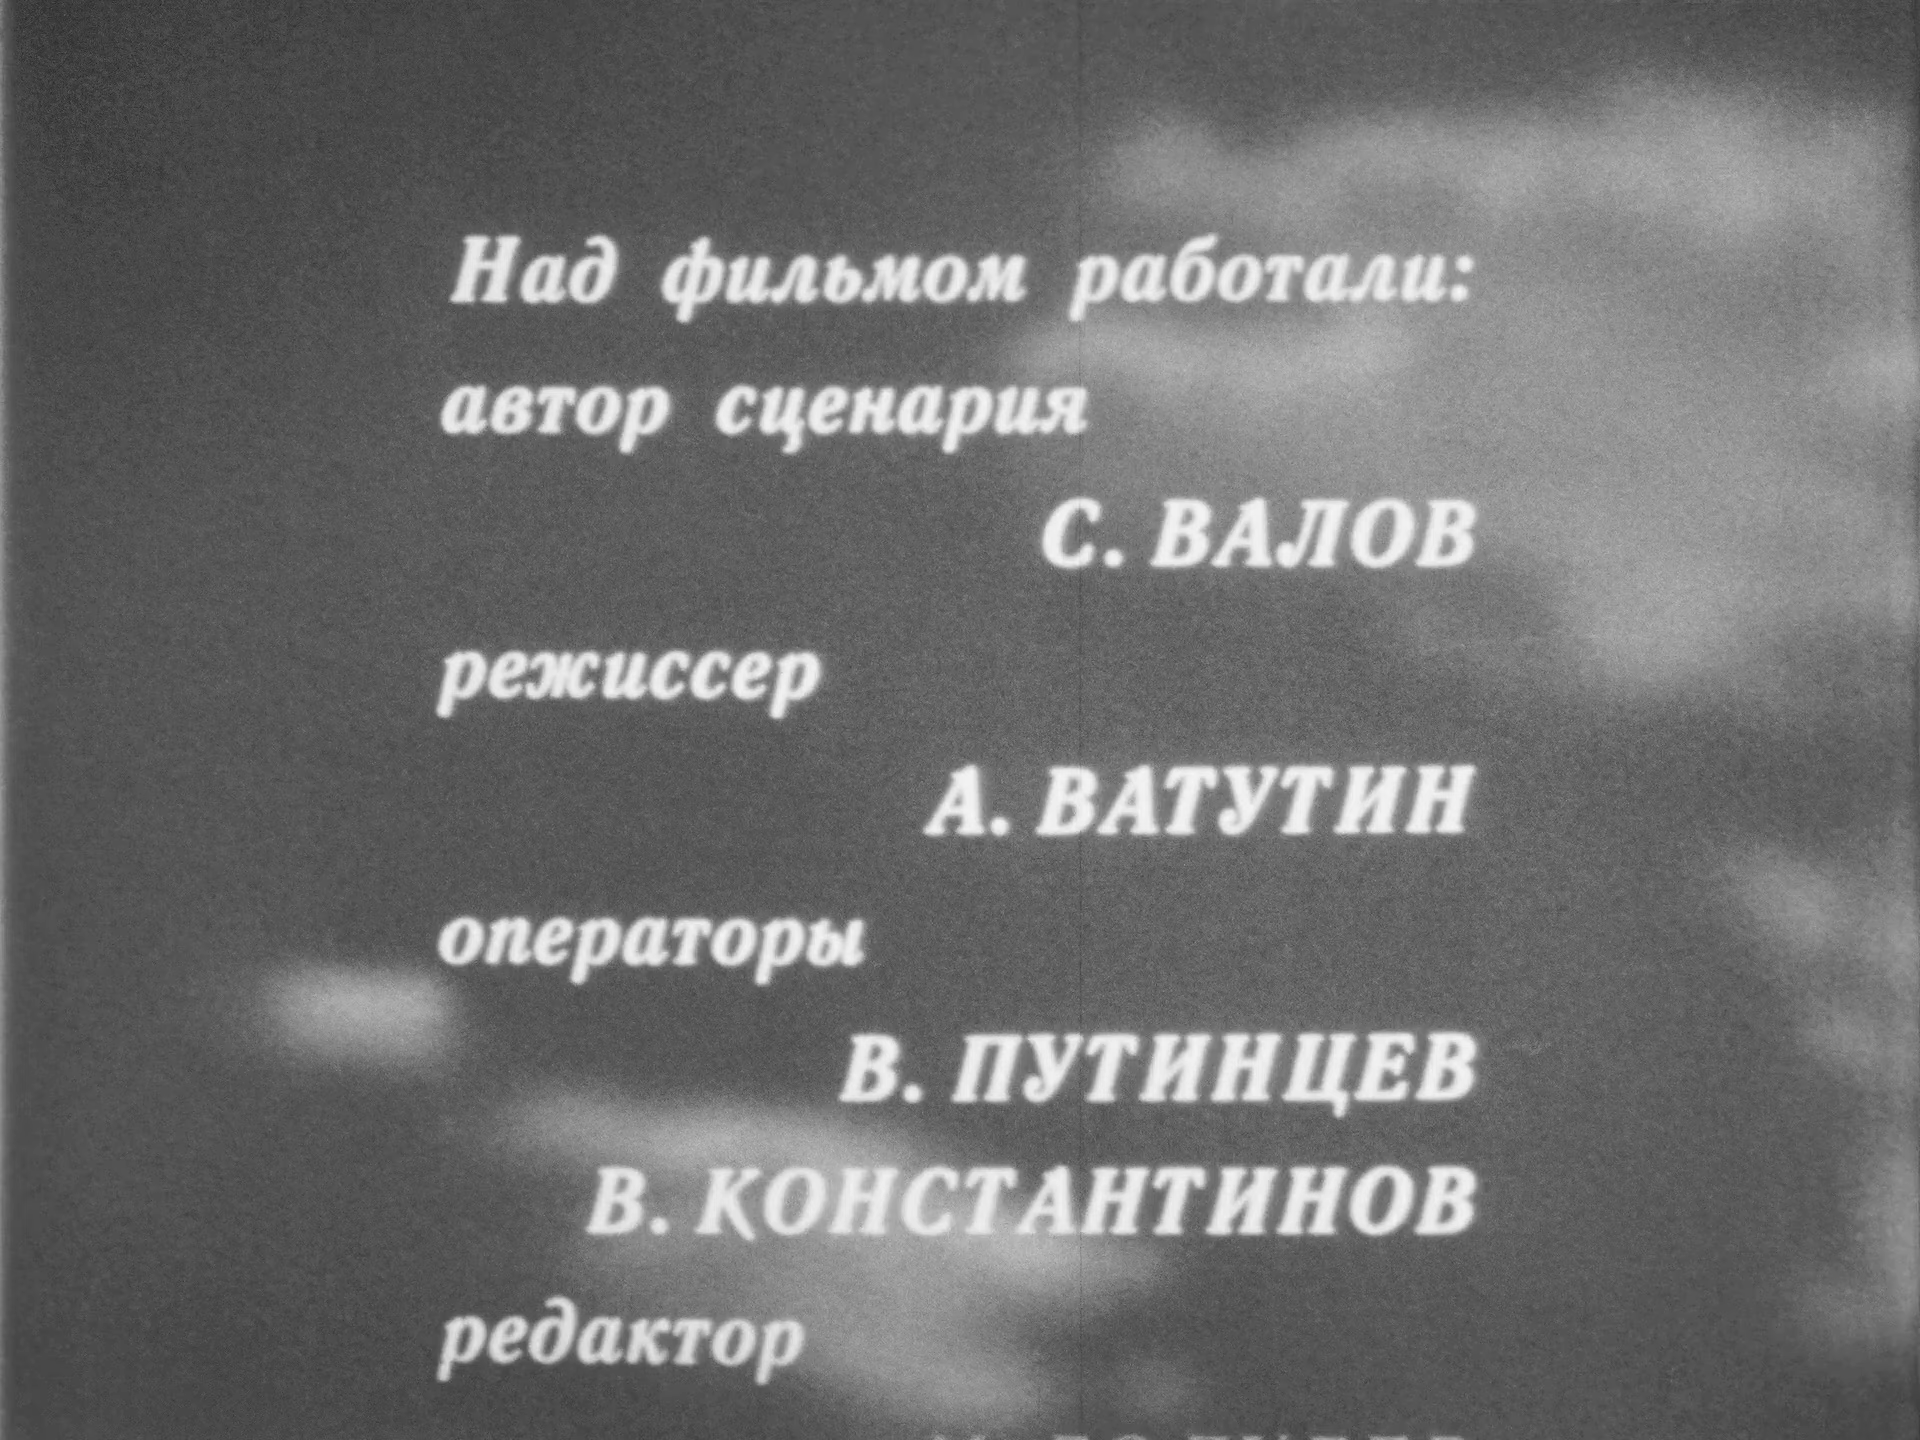 Над фильмом работали:
автор сценария
С. ВАЛОВ
режиссер
А. ВАТУТИН
операторы
В. ПУТИНЦЕВ
В. КОНСТАНТИНОВ
редактор